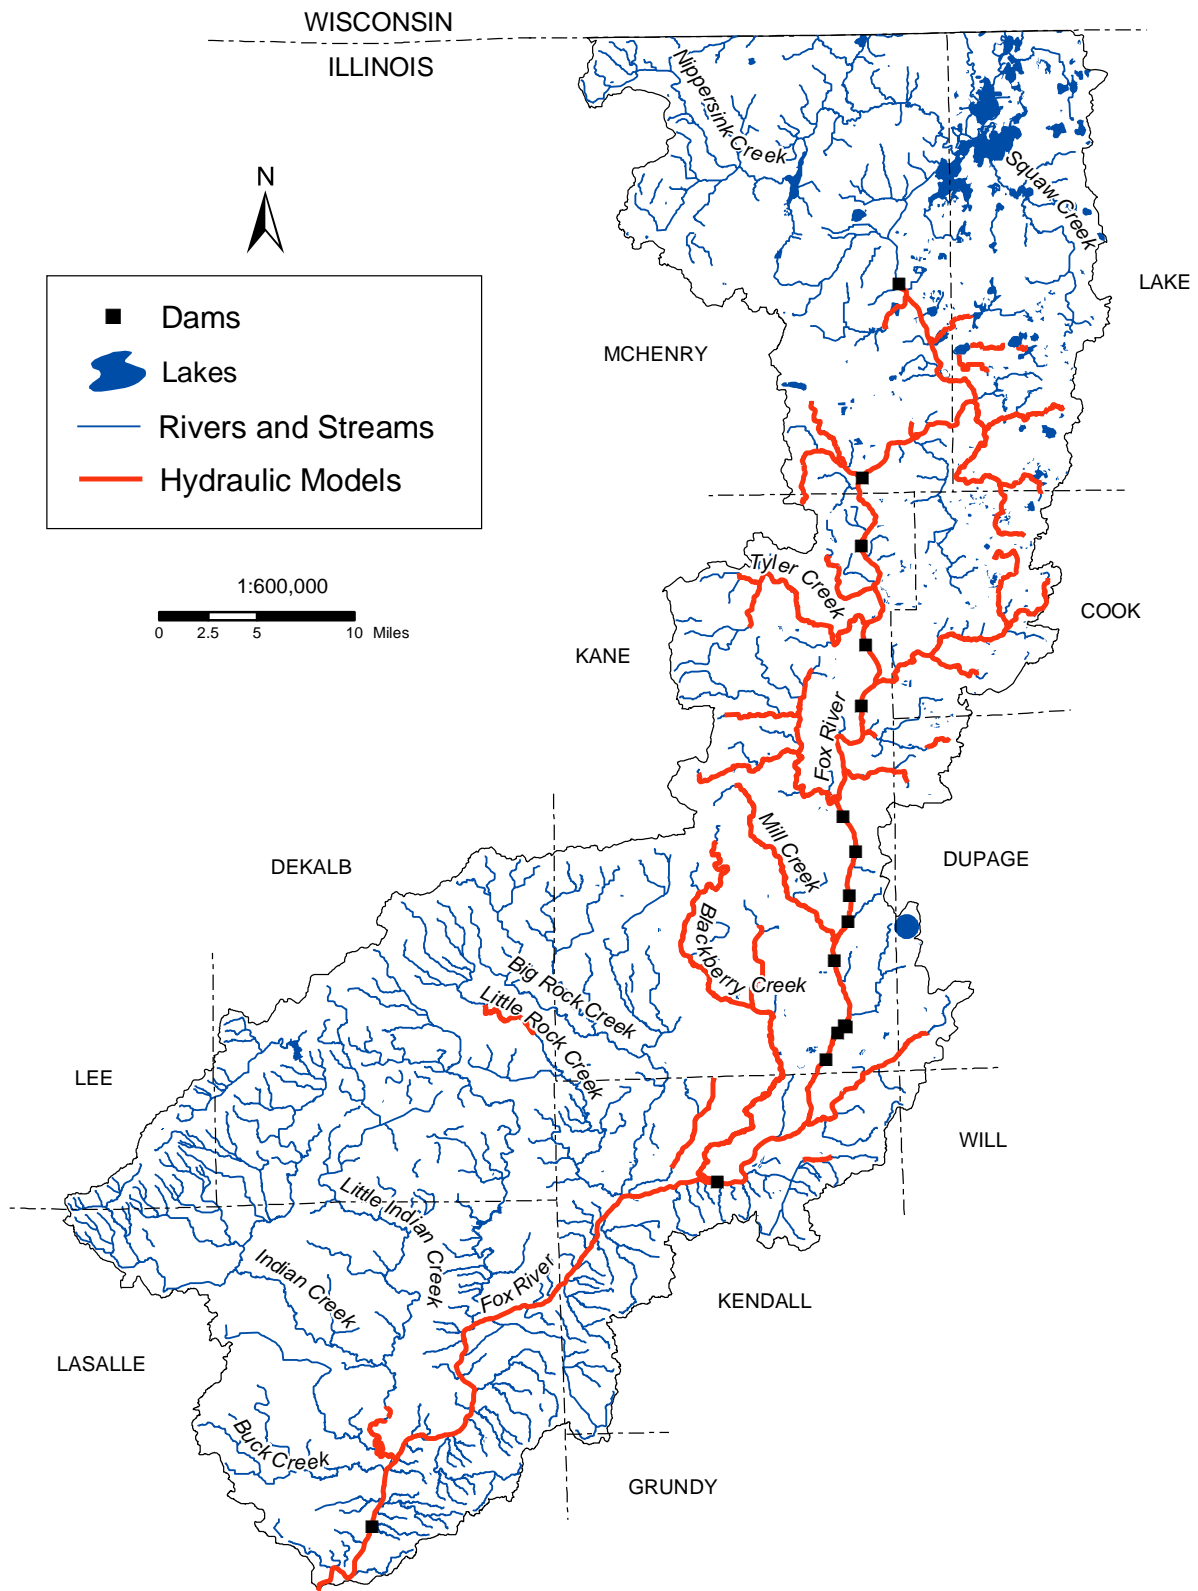 WISCONSIN
ILLINOIS
Nippersink Creek
Squaw Creek
N
LAKE
Dams
Lakes
Rivers and Streams
Hydraulic Models
MCHENRY
1:600,000
0 2.5 5 10 Miles
Tyler Creek
COOK
KANE
Fox River
Mill Creek
DEKALB
DUPAGE
Blackberry Creek
Big Rock Creek
Little Rock Creek
LEE
WILL
Little Indian Creek
Indian Creek
Fox River
KENDALL
LASALLE
Buck Creek
GRUNDY